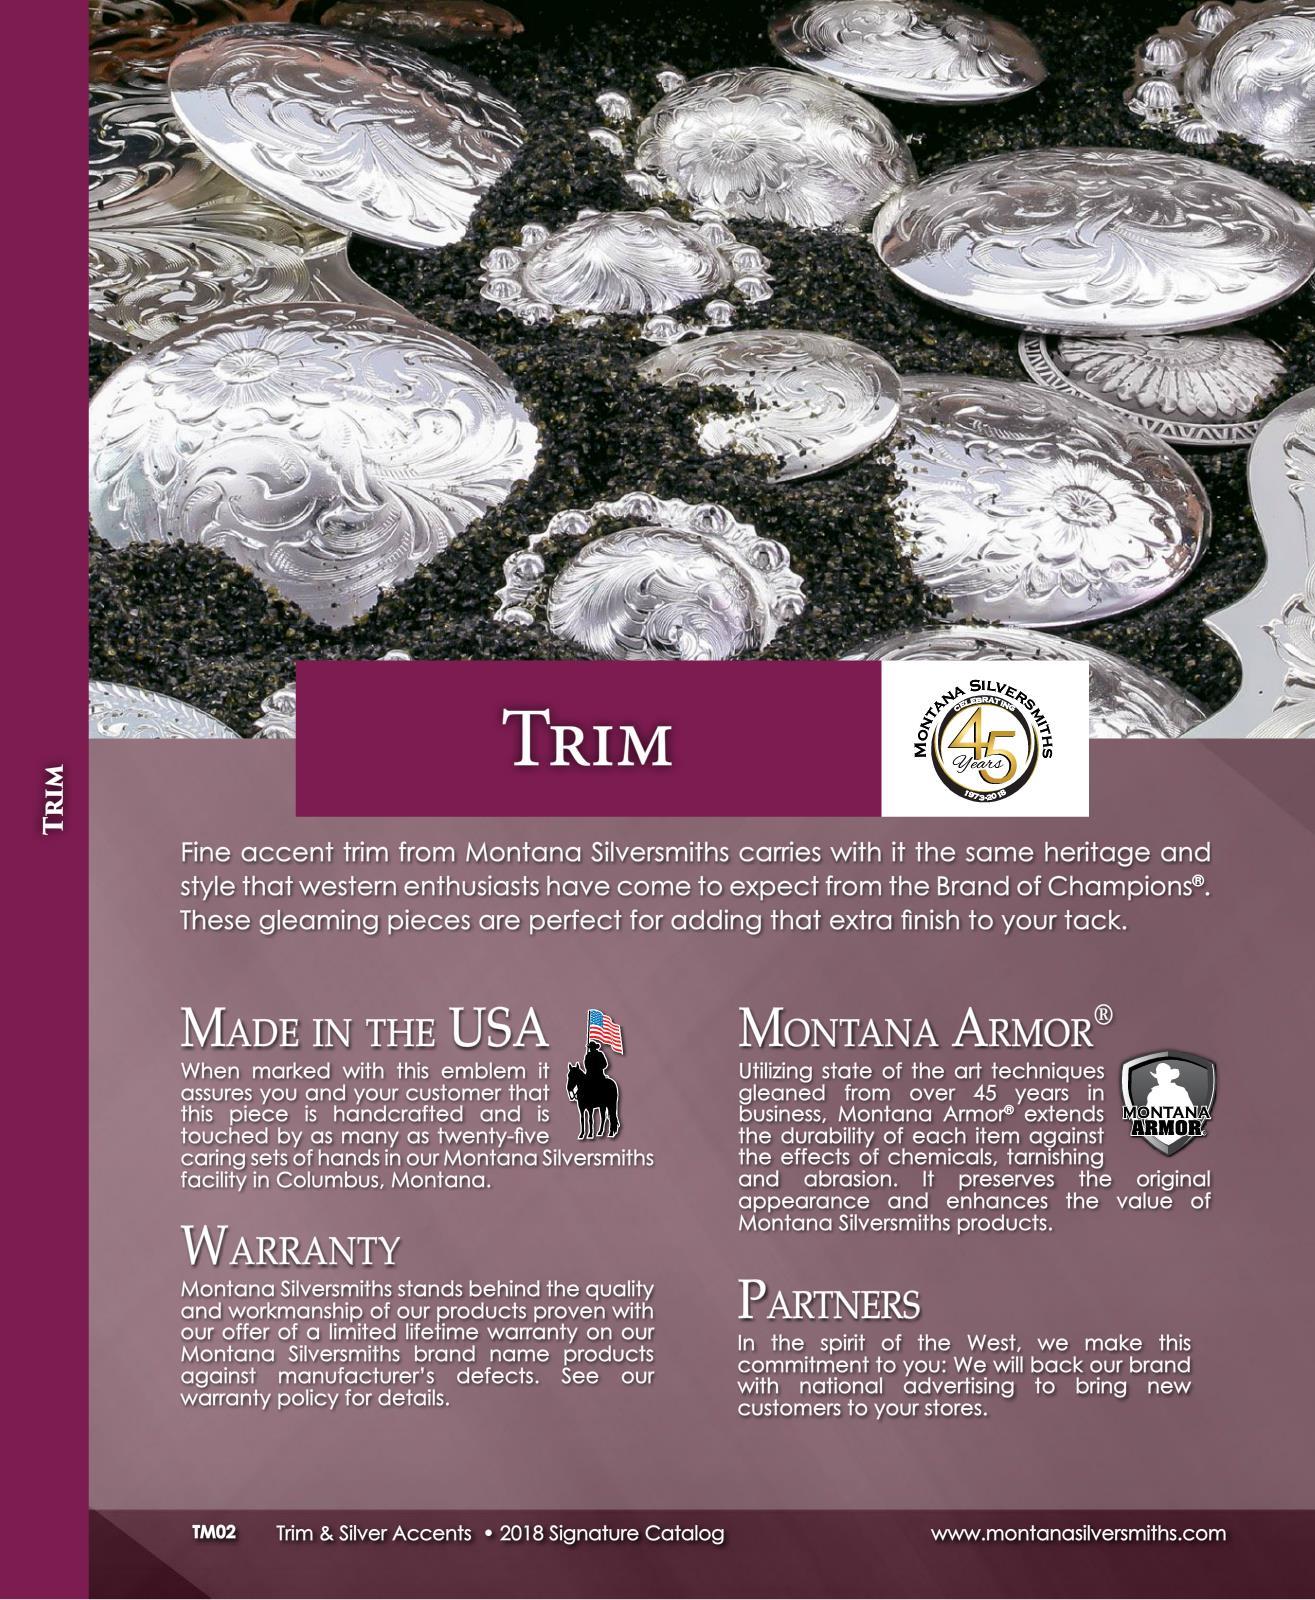 TRIM
MONTANA SILVERSMITHS
CELEBRATING
45
Years
1973-2018
TRIM
Fine accent trim from Montana Silversmiths carries with it the same heritage and
style that western enthusiasts have come to expect from the Brand of Champions®.
These gleaming pieces are perfect for adding that extra finish to your tack.
MADE IN THE USA
When marked with this emblem it
assures you and your customer that
this piece is handcrafted and is
touched by as many as twenty-five
caring sets of hands in our Montana Silversmiths
facility in Columbus, Montana.
WARRANTY
Montana Silversmiths stands behind the quality
and workmanship of our products proven with
our offer of a limited lifetime warranty on our
Montana Silversmiths brand name products
against manufacturer's defects. See our
warranty policy for details.
MONTANA ARMOR®
Utilizing state of the art techniques
gleaned from over 45 years in
business, Montana Armor® extends
the durability of each item against
the effects of chemicals, tarnishing
and abrasion. It preserves the original
appearance and enhances the value of
Montana Silversmiths products.
MONTANA
ARMOR
PARTNERS
In the spirit of the West, we make this
commitment to you: We will back our brand
with national advertising to bring new
customers to your stores.
TM02 Trim & Silver Accents • 2018 Signature Catalog www.montanasilversmiths.com